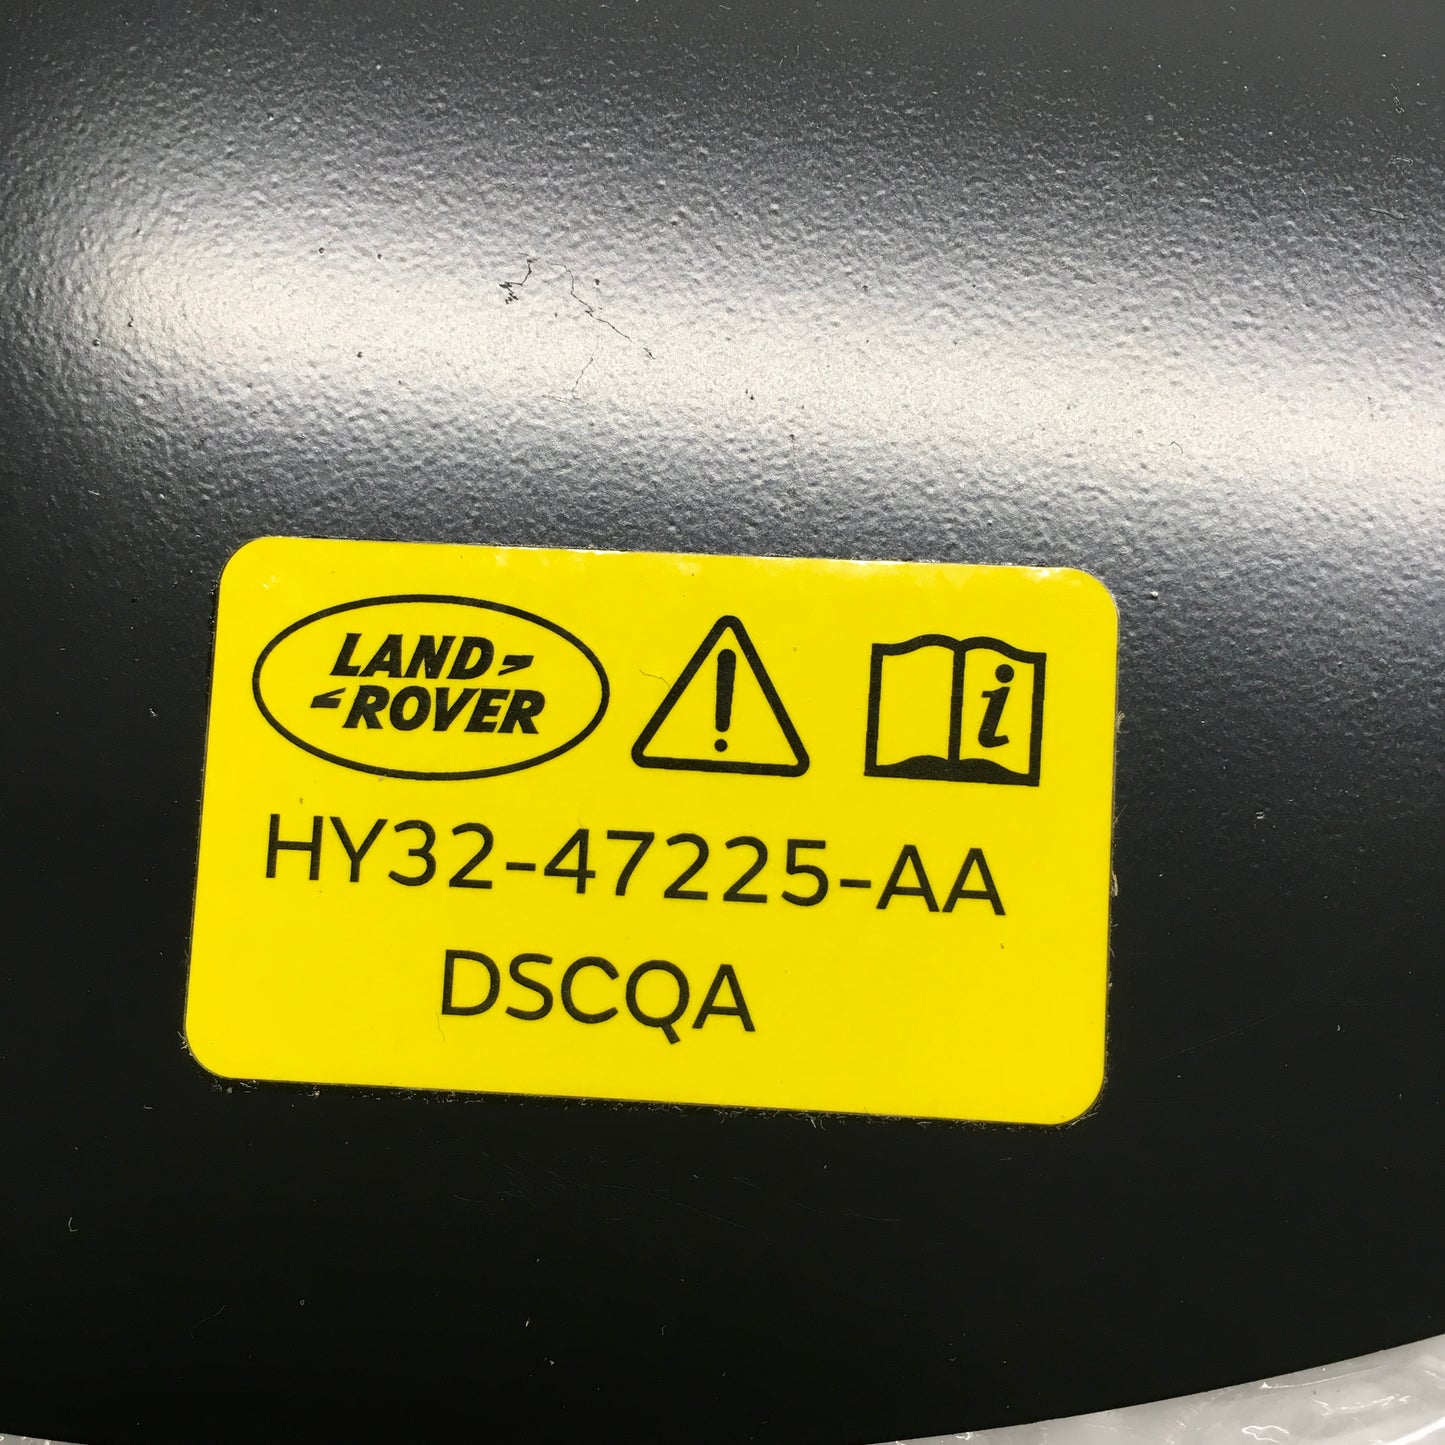 LAND
ROVER
i
HY32-47225-AA
DSCQA